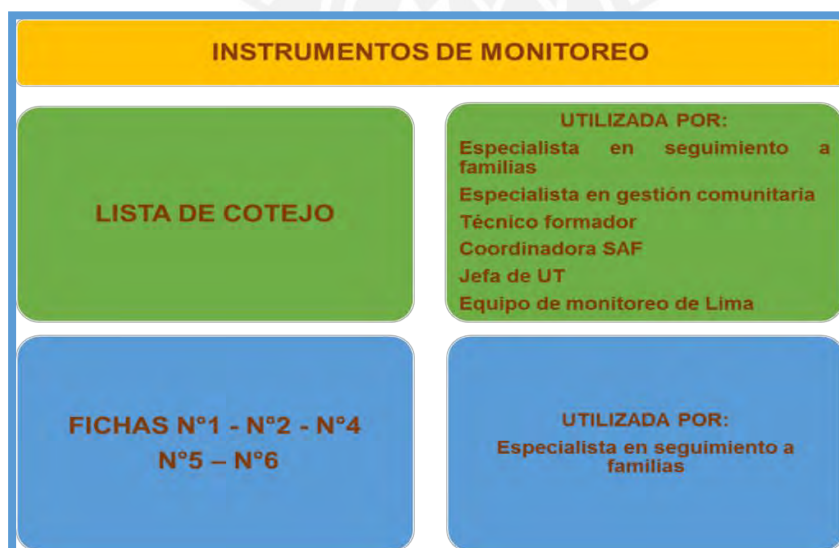 INSTRUMENTOS DE MONITOREO
LISTA DE COTEJO
UTILIZADA POR:
Especialista en seguimiento a
familias
Especialista en gestión comunitaria
Técnico formador
Coordinadora SAF
Jefa de UT
Equipo de monitoreo de Lima
FICHAS N°1 - N°2 - N°4
N°5 – N°6
UTILIZADA POR:
Especialista en seguimiento a
familias